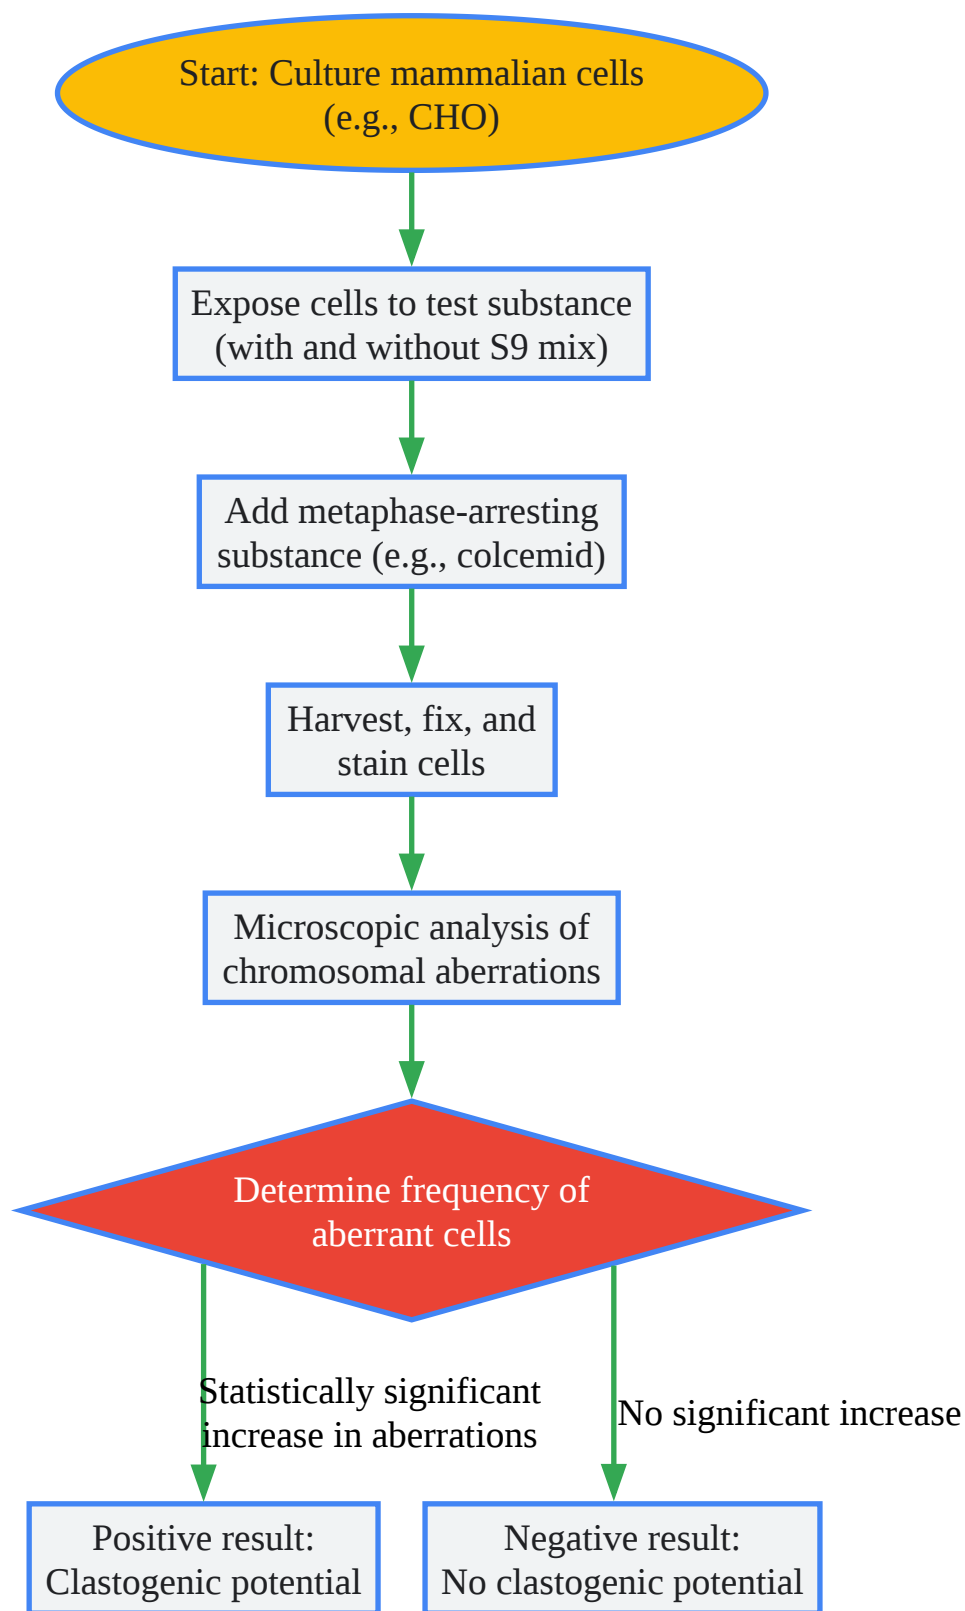 Start: Culture mammalian cells
(e.g., CHO)
Expose cells to test substance
(with and without S9 mix)
Add metaphase-arresting
substance (e.g., colcemid)
Harvest, fix, and
stain cells
Microscopic analysis of
chromosomal aberrations
Determine frequency of
aberrant cells
Statistically significant
increase in aberrations
No significant increase
Positive result:
Clastogenic potential
Negative result:
No clastogenic potential